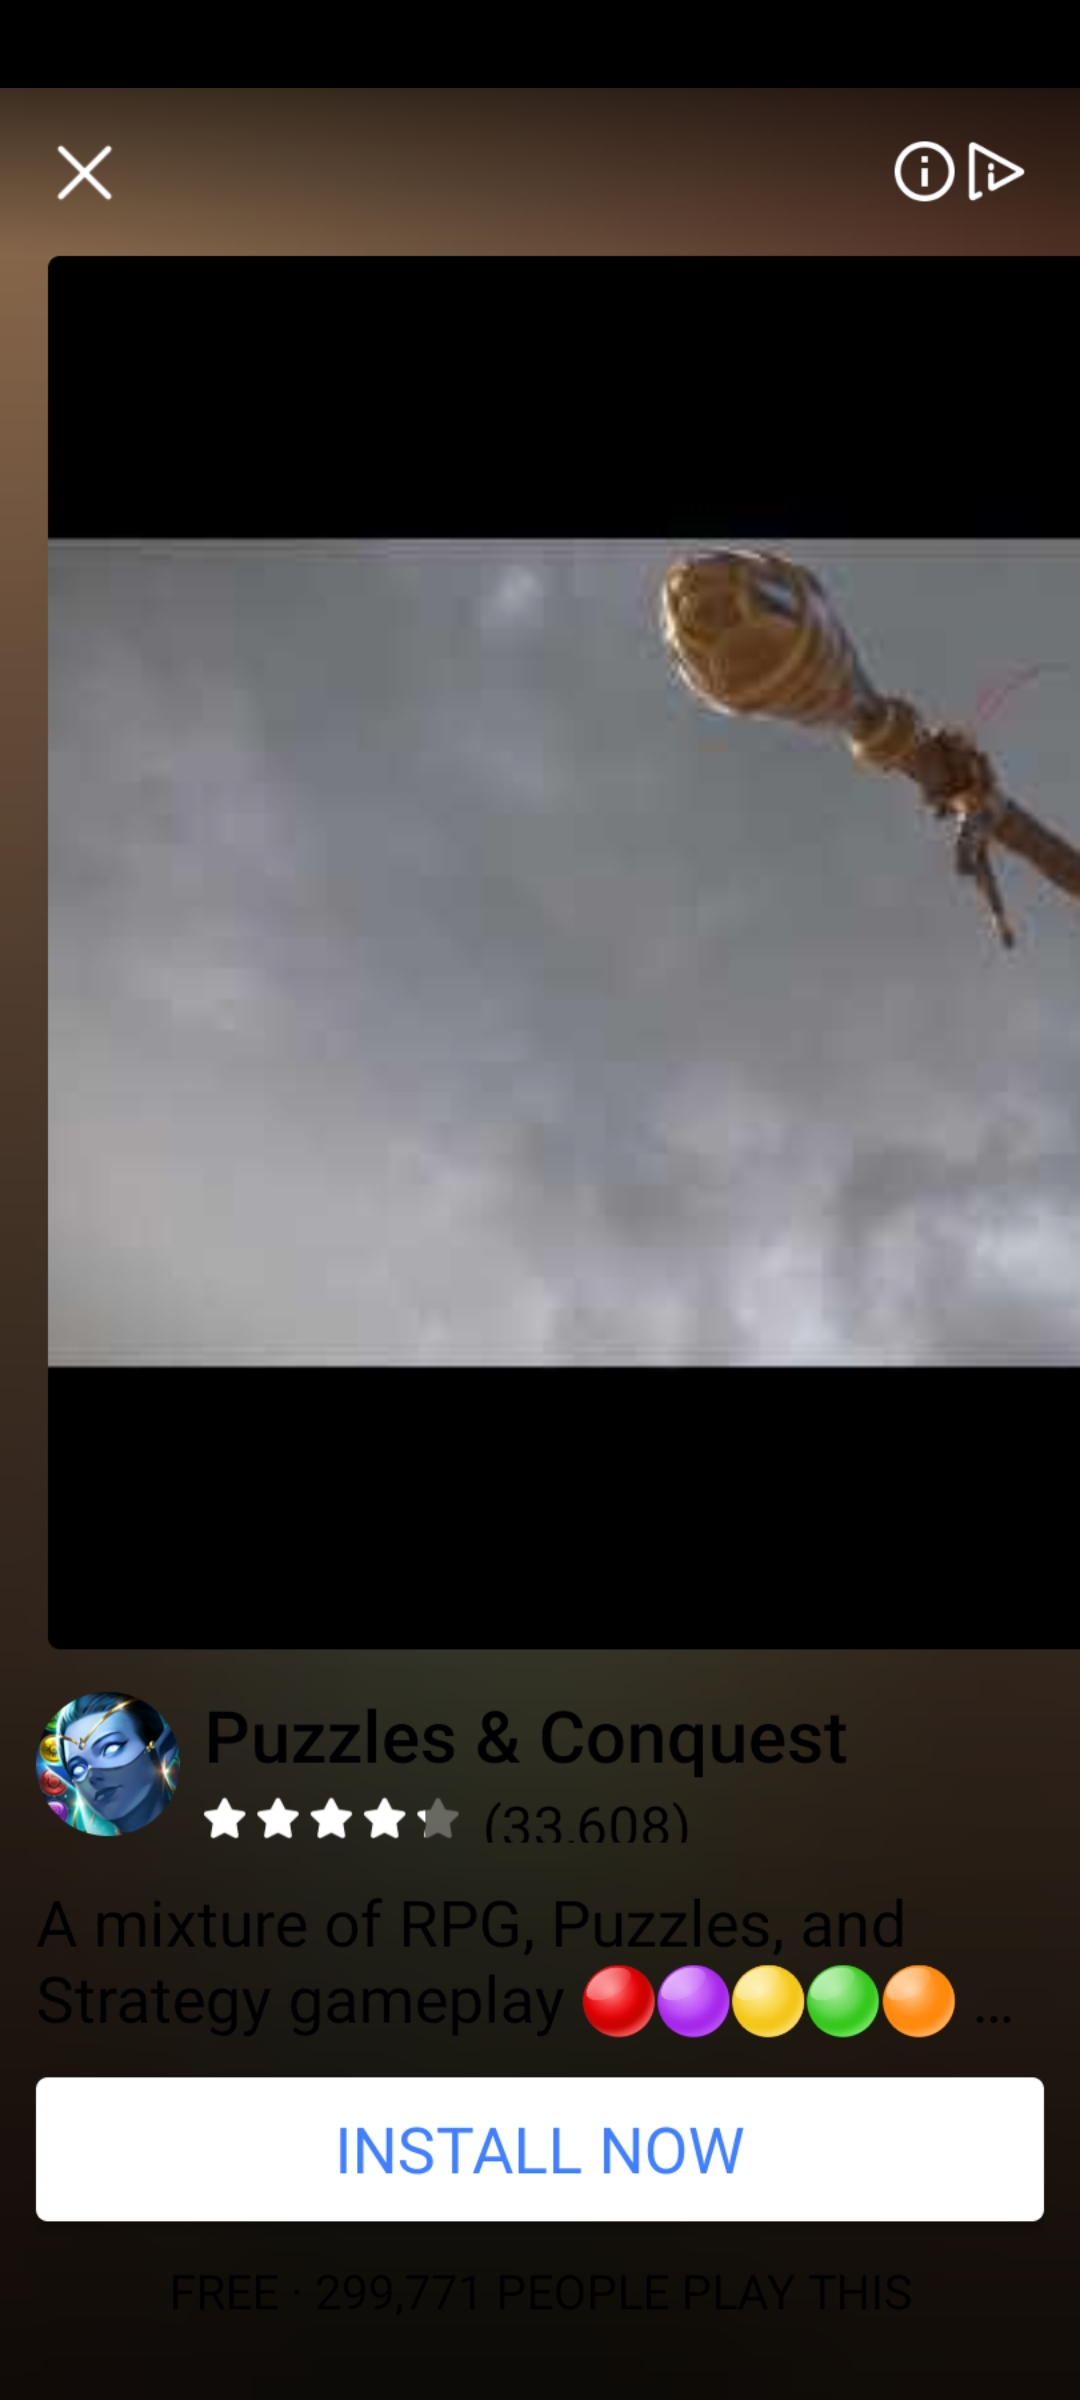 Puzzles & Conquest
(33,608)
A mixture of RPG, Puzzles, and
Strategy gameplay 🔴🟣🟡🟢🟠 ...
INSTALL NOW
FREE · 299,771 PEOPLE PLAY THIS